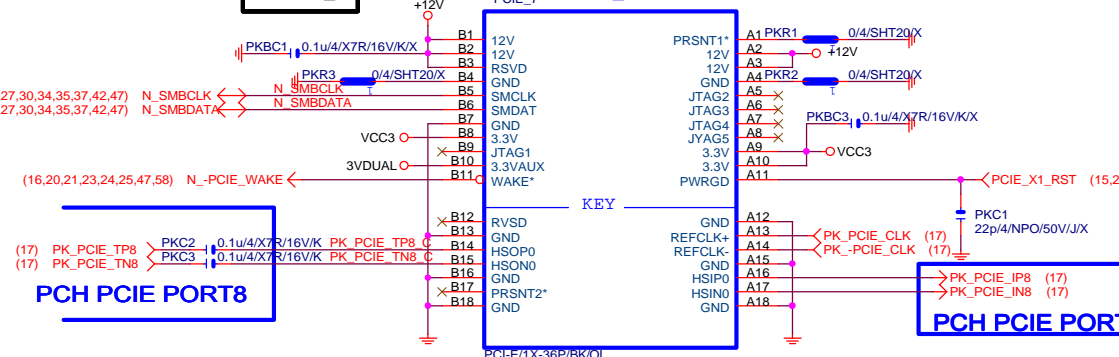 +12V
PCIE_7
B1 12V
B2 12V
B3 RSVD
B4 GND
B5 SMCLK
B6 SMDAT
B7 GND
B8 3.3V
B9 JTAG1
B10 3.3VAUX
B11 WAKE*
PKBC1 0.1u/4/X7R/16V/K/X
PKR3 0/4/SHT20/X
27,30,34,35,37,42,47) N_SMBCLK N_SMBCLK
27,30,34,35,37,42,47) N_SMBDATA N_SMBDATA
VCC3
3VDUAL
(16,20,21,23,24,25,47,58) N_-PCIE_WAKE
PRSNT1* A1 PKR1 0/4/SHT20/X
12V A2 +12V
12V A3
GND A4 PKR2 0/4/SHT20/X
JTAG2 A5
JTAG3 A6
JTAG4 A7 PKBC3 0.1u/4/X7R/16V/K/X
JYAG5 A8
3.3V A9 VCC3
3.3V A10
PWRGD A11 PCIE_X1_RST (15,2
PKC1
22p/4/NPO/50V/J/X
KEY
B12 RVSD
B13 GND
B14 HSOP0
B15 HSON0
B16 GND
B17 PRSNT2*
B18 GND
(17) PK_PCIE_TP8 PKC2 0.1u/4/X7R/16V/K PK_PCIE_TP8_C
(17) PK_PCIE_TN8 PKC3 0.1u/4/X7R/16V/K PK_PCIE_TN8_C
PCH PCIE PORT8
GND A12
REFCLK+ A13 PK_PCIE_CLK (17)
REFCLK- A14 PK_-PCIE_CLK (17)
GND A15
HSIP0 A16 PK_PCIE_IP8 (17)
HSIN0 A17 PK_PCIE_IN8 (17)
GND A18
PCH PCIE PORT
PCI-E/1X-36P/BK/OL